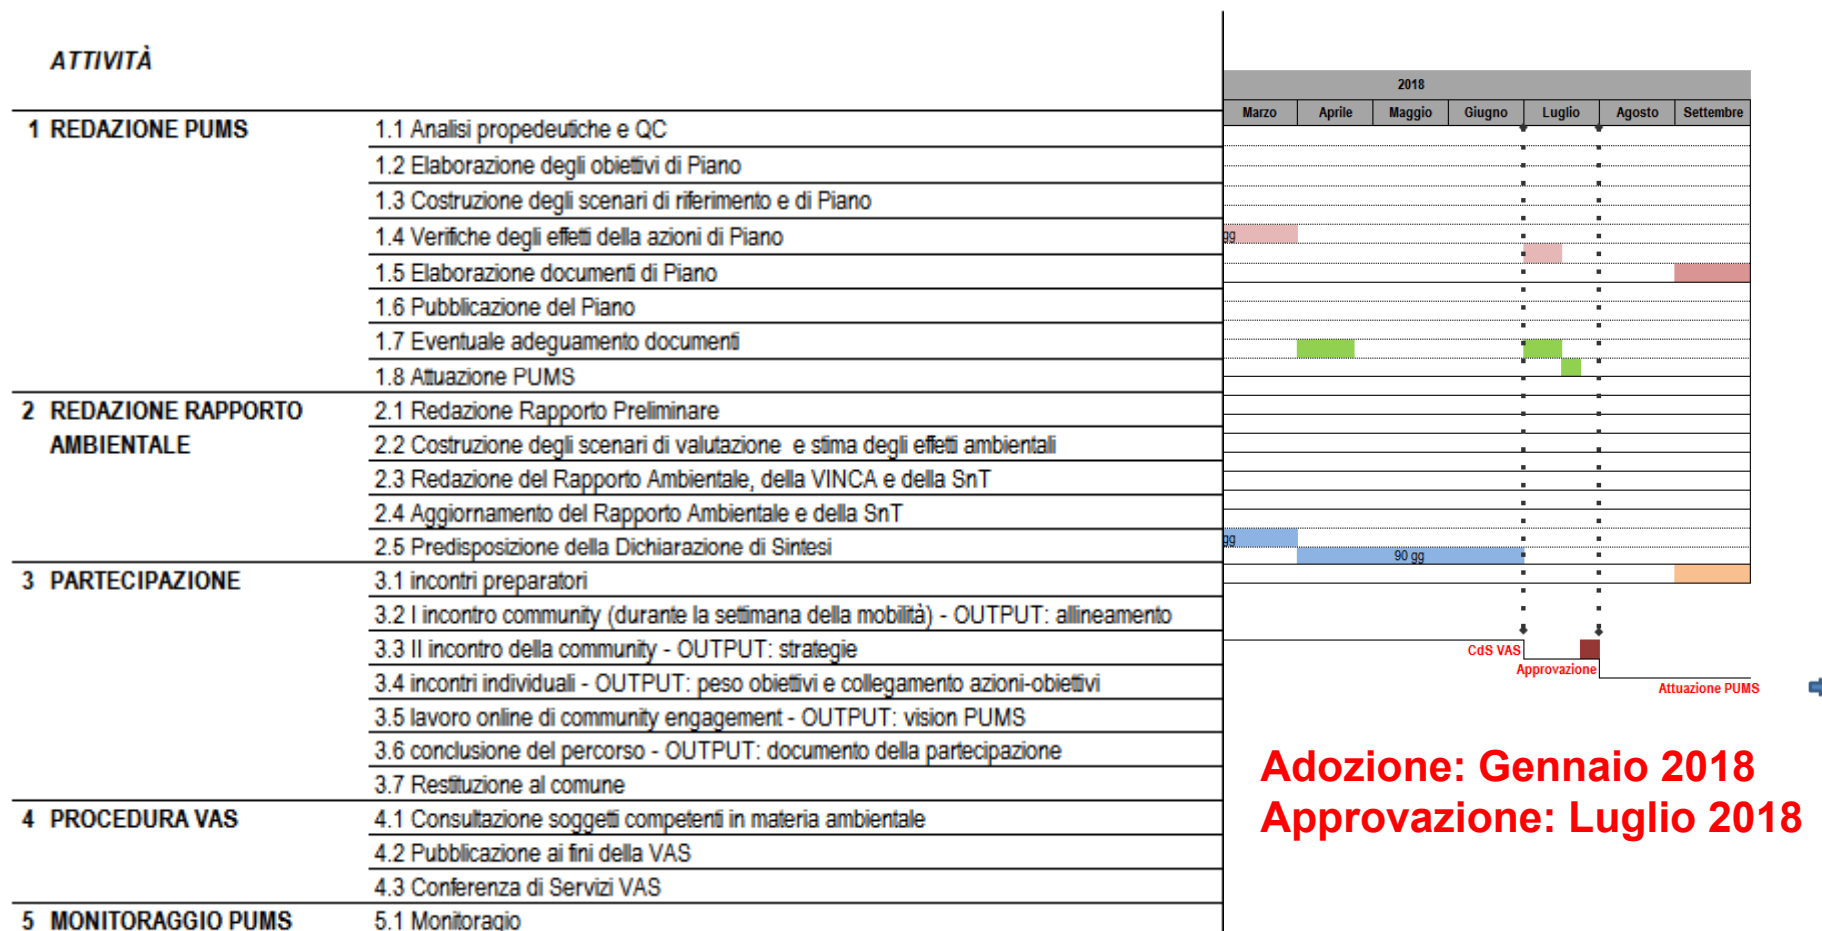 ATTIVITÀ
2018
Marzo Aprile Maggio Giugno Luglio Agosto Settembre
1 REDAZIONE PUMS 1.1 Analisi propedeutiche e QC
1.2 Elaborazione degli obiettivi di Piano
1.3 Costruzione degli scenari di riferimento e di Piano
1.4 Verifiche degli effetti della azioni di Piano
gg
1.5 Elaborazione documenti di Piano
1.6 Pubblicazione del Piano
1.7 Eventuale adeguamento documenti
1.8 Attuazione PUMS
2 REDAZIONE RAPPORTO 2.1 Redazione Rapporto Preliminare
AMBIENTALE 2.2 Costruzione degli scenari di valutazione e stima degli effetti ambientali
2.3 Redazione del Rapporto Ambientale, della VINCA e della SnT
2.4 Aggiornamento del Rapporto Ambientale e della SnT
2.5 Predisposizione della Dichiarazione di Sintesi
gg
90 gg
3 PARTECIPAZIONE 3.1 incontri preparatori
3.2 I incontro community (durante la settimana della mobilità) - OUTPUT: allineamento
3.3 II incontro della community - OUTPUT: strategie
CdS VAS
Approvazione
3.4 incontri individuali - OUTPUT: peso obiettivi e collegamento azioni-obiettivi
Attuazione PUMS
3.5 lavoro online di community engagement - OUTPUT: vision PUMS
3.6 conclusione del percorso - OUTPUT: documento della partecipazione
3.7 Restituzione al comune
Adozione: Gennaio 2018
Approvazione: Luglio 2018
4 PROCEDURA VAS 4.1 Consultazione soggetti competenti in materia ambientale
4.2 Pubblicazione ai fini della VAS
4.3 Conferenza di Servizi VAS
5 MONITORAGGIO PUMS 5.1 Monitoragio